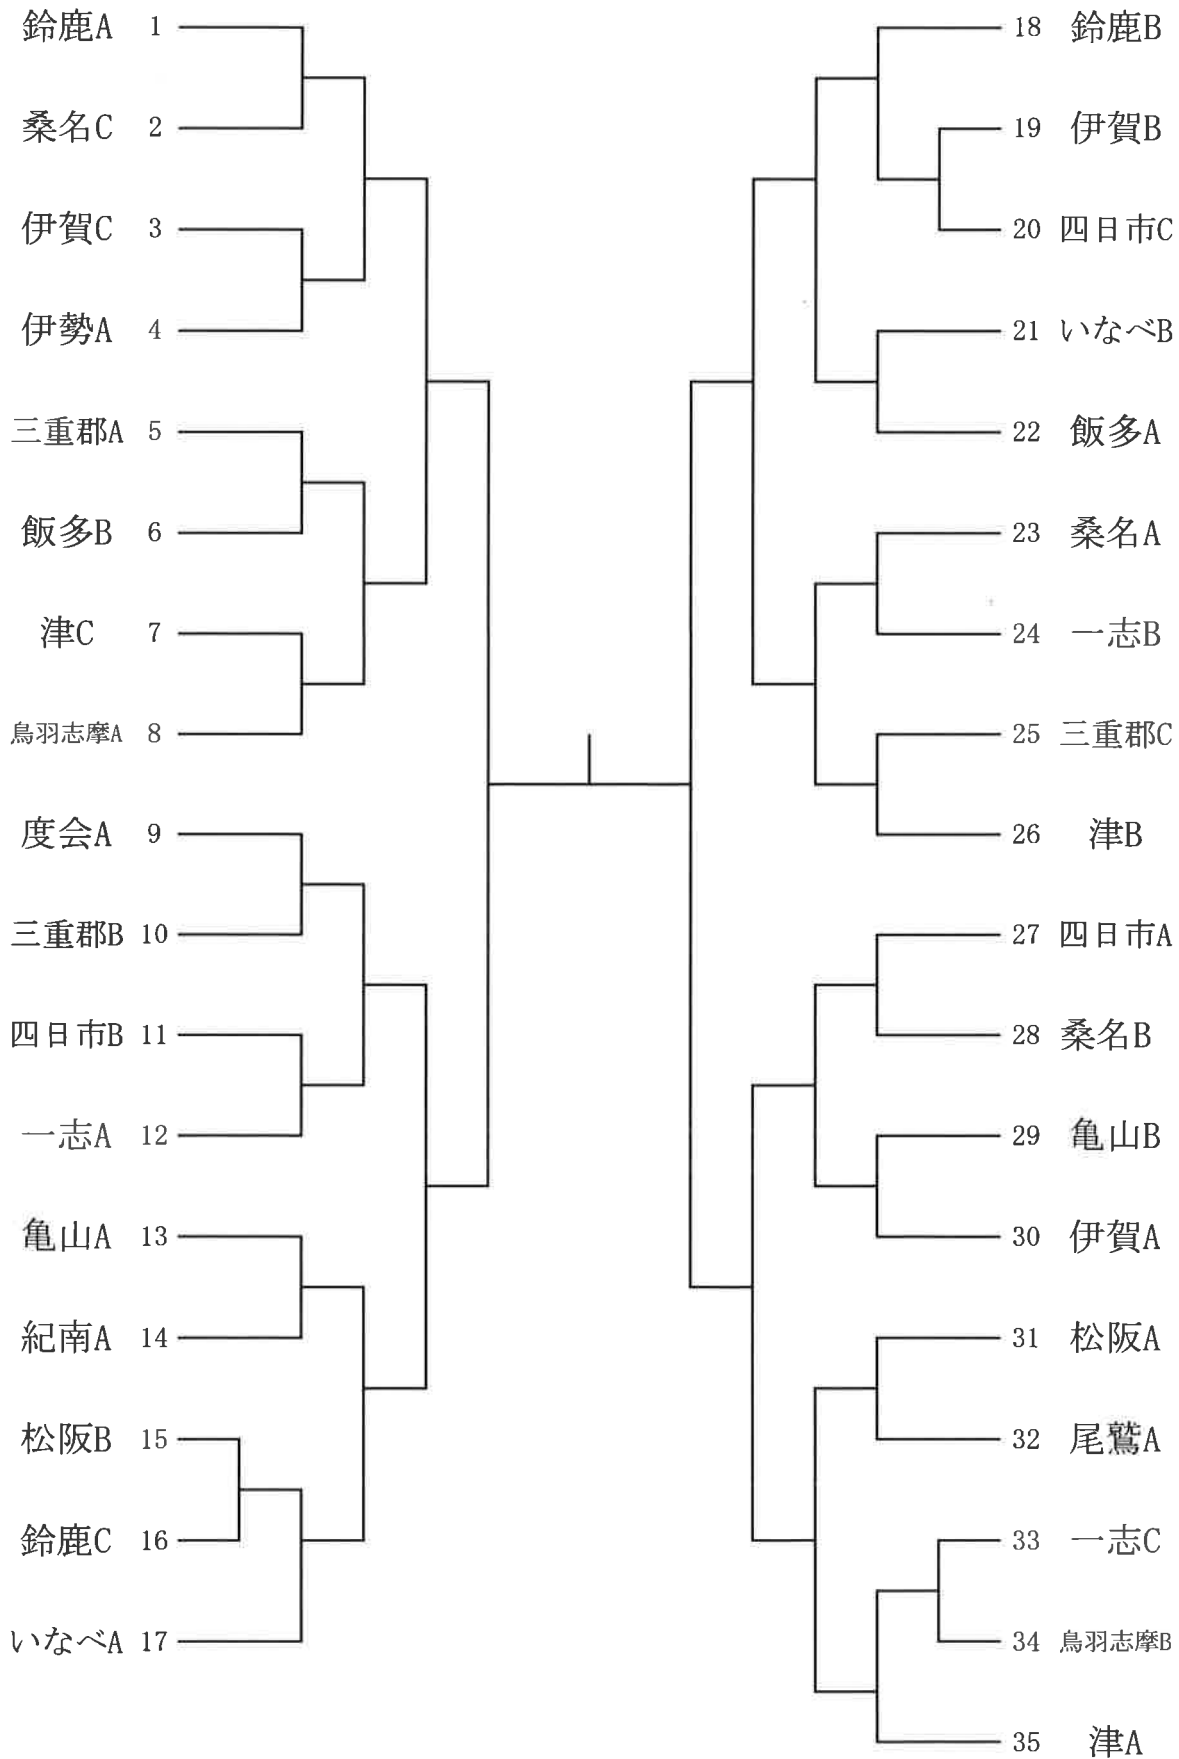 鈴鹿A 1
桑名C 2
伊賀C 3
伊勢A 4
三重郡A 5
飯多B 6
津C 7
鳥羽志摩A 8
度会A 9
三重郡B 10
四日市B 11
一志A 12
亀山A 13
紀南A 14
松阪B 15
鈴鹿C 16
いなべA 17
18 鈴鹿B
19 伊賀B
20 四日市C
21 いなべB
22 飯多A
23 桑名A
24 一志B
25 三重郡C
26 津B
27 四日市A
28 桑名B
29 亀山B
30 伊賀A
31 松阪A
32 尾鷲A
33 一志C
34 鳥羽志摩B
35 津A